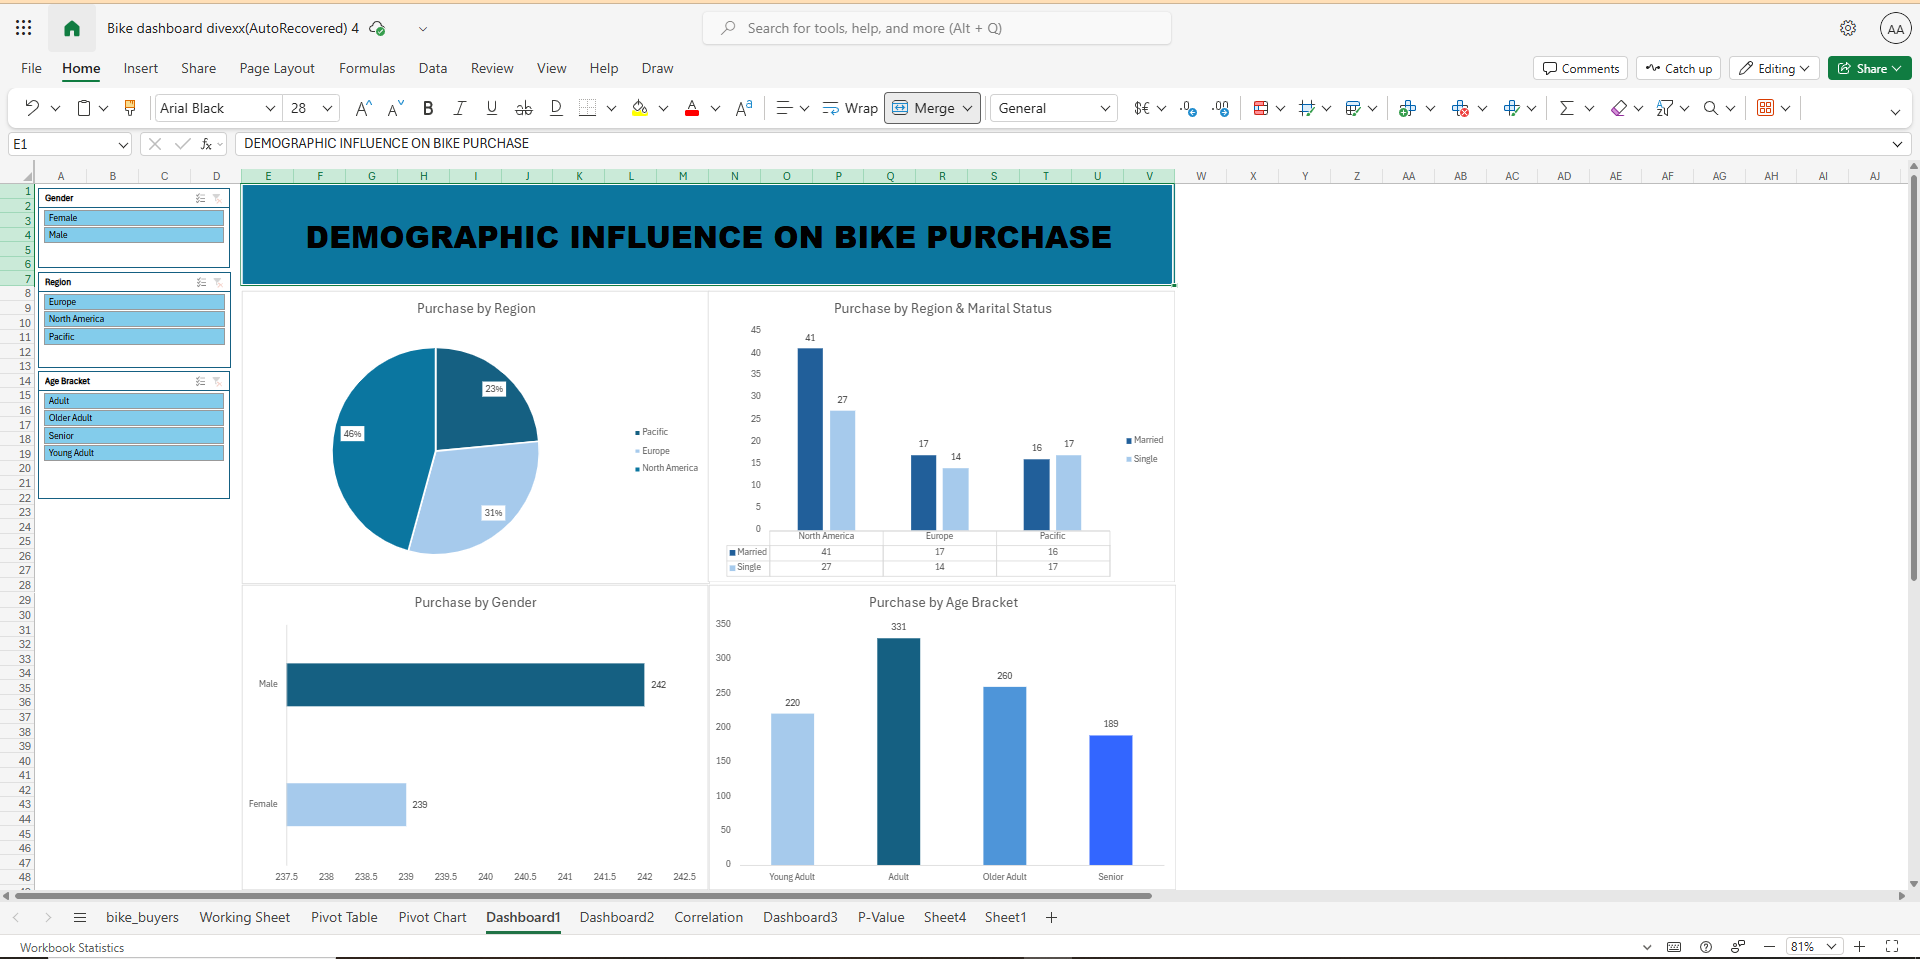 Bike dashboard divexx(AutoRecovered) 4
Search for tools, help, and more (Alt + Q)
AA
File Home Insert Share Page Layout Formulas Data Review View Help Draw
Comments Catch up Editing Share
Arial Black 28 B I U ab D A Wrap Merge General $€
E1 fx DEMOGRAPHIC INFLUENCE ON BIKE PURCHASE
A B C D E F G H I J K L M N O P Q R S T U V W X Y Z AA AB AC AD AE AF AG AH AI AJ
1
2
3
4
5
6
7
8
9
10
11
12
13
14
15
16
17
18
19
20
21
22
23
24
25
26
27
28
29
30
31
32
33
34
35
36
37
38
39
40
41
42
43
44
45
46
47
48
Gender
Female
Male
Region
Europe
North America
Pacific
Age Bracket
Adult
Older Adult
Senior
Young Adult
DEMOGRAPHIC INFLUENCE ON BIKE PURCHASE
Purchase by Region
23%
46%
31%
Pacific
Europe
North America
Purchase by Region & Marital Status
45
40
35
30
25
20
15
10
5
0
41
27
17
14
16
17
Married
Single
North America Europe Pacific
Married 41 17 16
Single 27 14 17
Purchase by Gender
Male 242
Female 239
237.5 238 238.5 239 239.5 240 240.5 241 241.5 242 242.5
Purchase by Age Bracket
350
300
250
200
150
100
50
0
220
331
260
189
Young Adult Adult Older Adult Senior
bike_buyers Working Sheet Pivot Table Pivot Chart Dashboard1 Dashboard2 Correlation Dashboard3 P-Value Sheet4 Sheet1
Workbook Statistics
81%